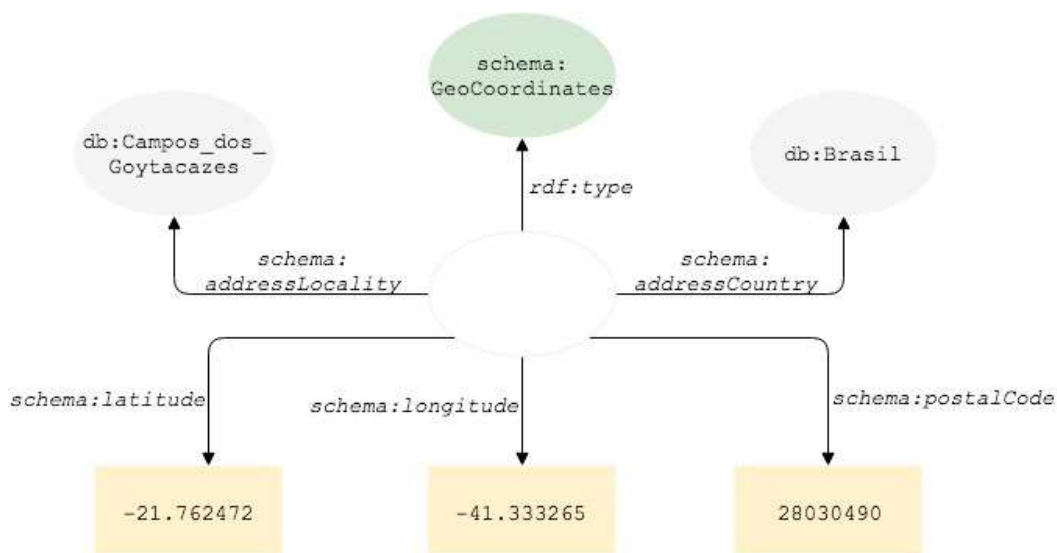 schema:
GeoCoordinates
db:Campos_dos_
Goytacazes
db:Brasil
rdf:type
schema:
addressLocality
schema:
addressCountry
schema:latitude
schema:longitude
schema:postalCode
-21.762472
-41.333265
28030490